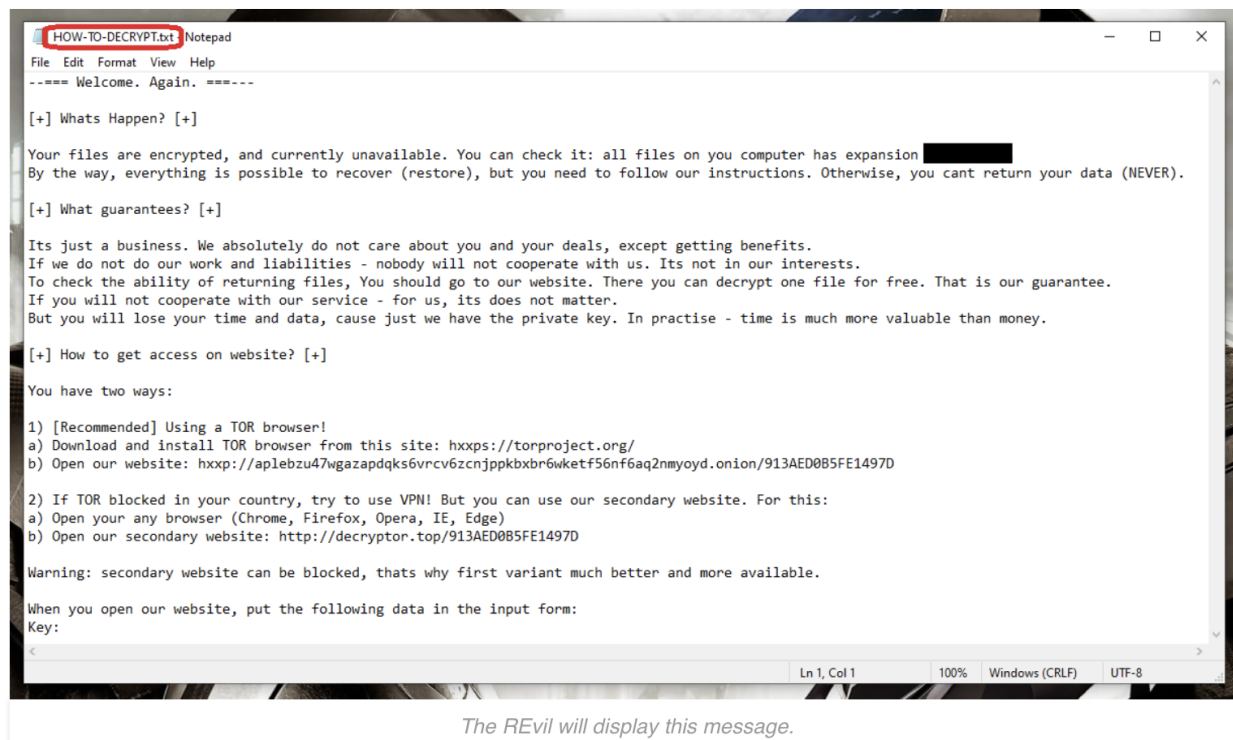 HOW-TO-DECRYPT.txt - Notepad
File Edit Format View Help
--=== Welcome. Again. ===---
[+] Whats Happen? [+]
Your files are encrypted, and currently unavailable. You can check it: all files on you computer has expansion
By the way, everything is possible to recover (restore), but you need to follow our instructions. Otherwise, you cant return your data (NEVER).
[+] What guarantees? [+]
Its just a business. We absolutely do not care about you and your deals, except getting benefits.
If we do not do our work and liabilities - nobody will not cooperate with us. Its not in our interests.
To check the ability of returning files, You should go to our website. There you can decrypt one file for free. That is our guarantee.
If you will not cooperate with our service - for us, its does not matter.
But you will lose your time and data, cause just we have the private key. In practise - time is much more valuable than money.
[+] How to get access on website? [+]
You have two ways:
1) [Recommended] Using a TOR browser!
a) Download and install TOR browser from this site: hxxps://torproject.org/
b) Open our website: hxxp://aplebzu47wgazapdqks6vrcv6zcnjppkbxbr6wketf56nf6aq2nmyoyd.onion/913AED0B5FE1497D
2) If TOR blocked in your country, try to use VPN! But you can use our secondary website. For this:
a) Open your any browser (Chrome, Firefox, Opera, IE, Edge)
b) Open our secondary website: http://decryptor.top/913AED0B5FE1497D
Warning: secondary website can be blocked, thats why first variant much better and more available.
When you open our website, put the following data in the input form:
Key:
Ln 1, Col 1 100% Windows (CRLF) UTF-8
The REvil will display this message.